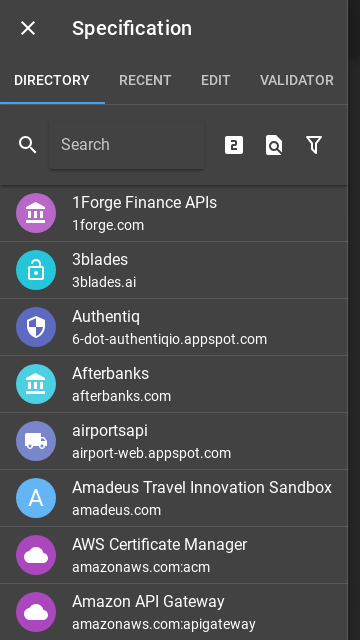 Specification
DIRECTORY
RECENT
EDIT
VALIDATOR
Search
2
1Forge Finance APIs
1forge.com
3blades
3blades.ai
Authentiq
6-dot-authentiqio.appspot.com
Afterbanks
afterbanks.com
airportsapi
airport-web.appspot.com
A
Amadeus Travel Innovation Sandbox
amadeus.com
AWS Certificate Manager
amazonaws.com:acm
Amazon API Gateway
amazonaws.com:apigateway